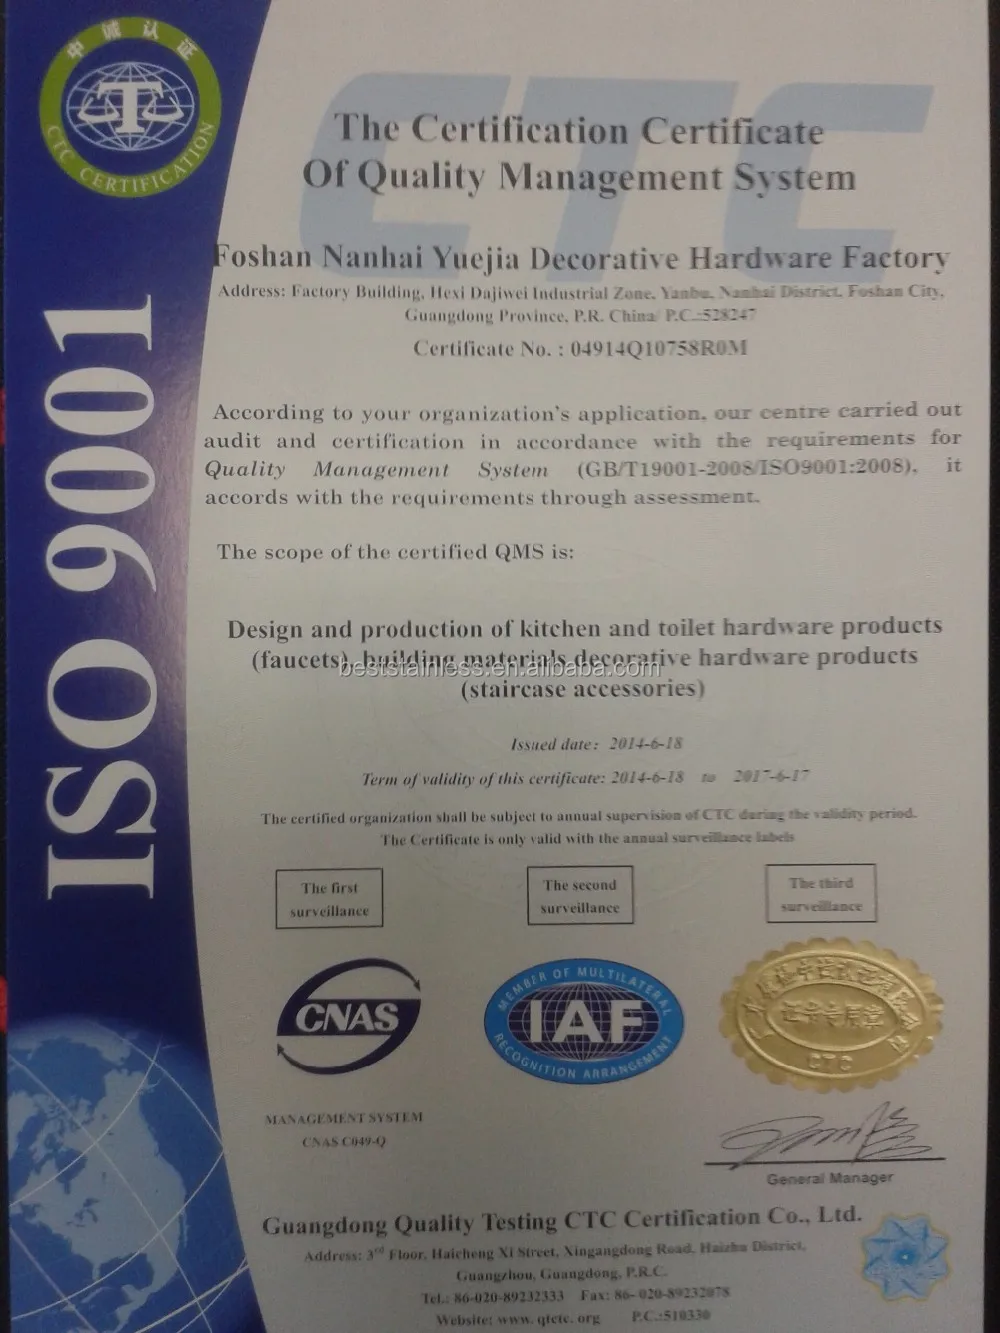 中诚认证
CTC CERTIFICATION
ISO 9001
CTC
The Certification Certificate
Of Quality Management System
Foshan Nanhai Yuejia Decorative Hardware Factory
Address: Factory Building, Hexi Dajiwei Industrial Zone, Yanbu, Nanhai District, Foshan City,
Guangdong Province, P.R. China/ P.C.:528247
Certificate No. : 04914Q10758R0M
According to your organization's application, our centre carried out
audit and certification in accordance with the requirements for
Quality Management System (GB/T19001-2008/ISO9001:2008), it
accords with the requirements through assessment.
The scope of the certified QMS is:
Design and production of kitchen and toilet hardware products
(faucets), building materials decorative hardware products
beststainless.en.alibaba.com
(staircase accessories)
Issued date: 2014-6-18
Term of validity of this certificate: 2014-6-18 to 2017-6-17
The certified organization shall be subject to annual supervision of CTC during the validity period.
The Certificate is only valid with the annual surveillance labels
The first
surveillance
The second
surveillance
The third
surveillance
CNAS
MEMBER OF MULTILATERAL
IAF
RECOGNITION ARRANGEMENT
证书专用章
CTC
MANAGEMENT SYSTEM
CNAS C049-Q
General Manager
Guangdong Quality Testing CTC Certification Co., Ltd.
Address: 3rd Floor, Haicheng Xi Street, Xingangdong Road, Haizhu District,
Guangzhou, Guangdong, P.R.C.
Tel.: 86-020-89232333 Fax: 86-020-89232078
Website: www.qtctc.org P.C.:510330